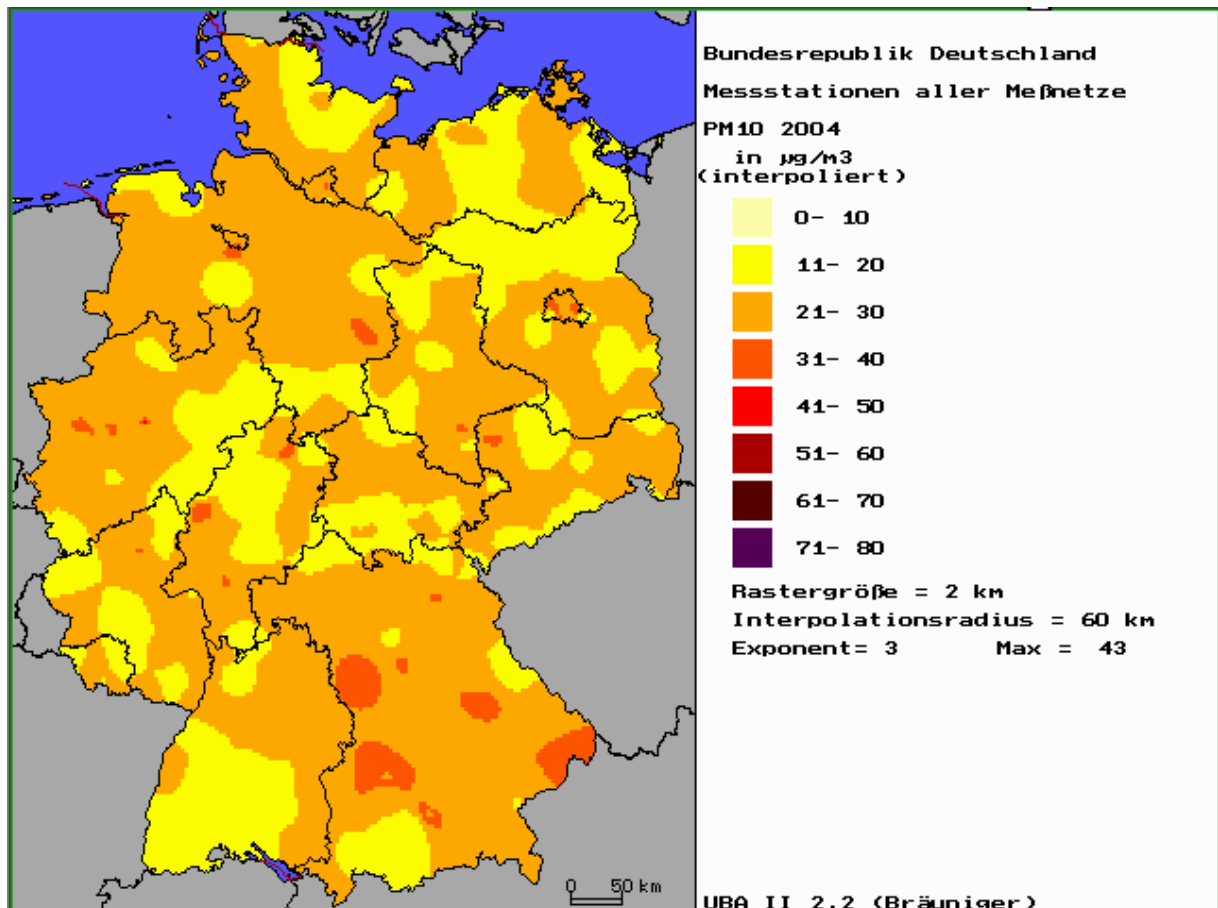 Bundesrepublik Deutschland
Messstationen aller Meßnetze
PM10 2004
in µg/m3
(interpoliert)
0- 10
11- 20
21- 30
31- 40
41- 50
51- 60
61- 70
71- 80
Rastergröße = 2 km
Interpolationsradius = 60 km
Exponent= 3 Max = 43
0 50 km
UBA II 2.2 (Bräuniger)